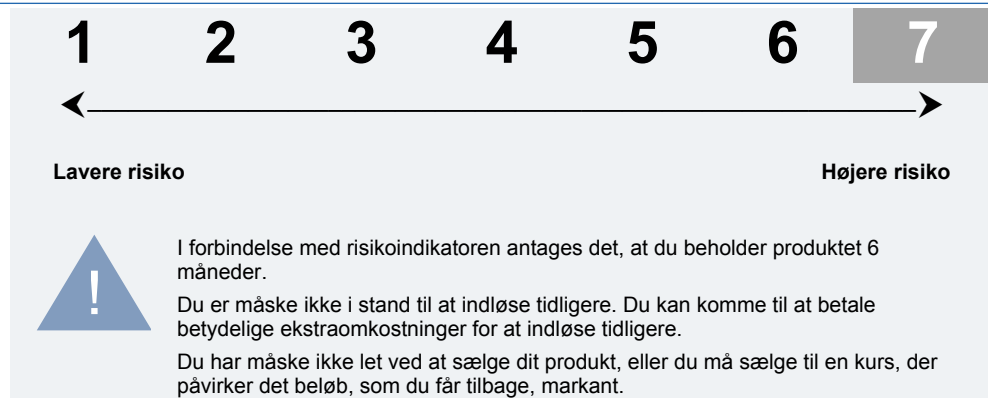 1 2 3 4 5 6 7
Lavere risiko Højere risiko
!
I forbindelse med risikoindikatoren antages det, at du beholder produktet 6
måneder.
Du er måske ikke i stand til at indløse tidligere. Du kan komme til at betale
betydelige ekstraomkostninger for at indløse tidligere.
Du har måske ikke let ved at sælge dit produkt, eller du må sælge til en kurs, der
påvirker det beløb, som du får tilbage, markant.